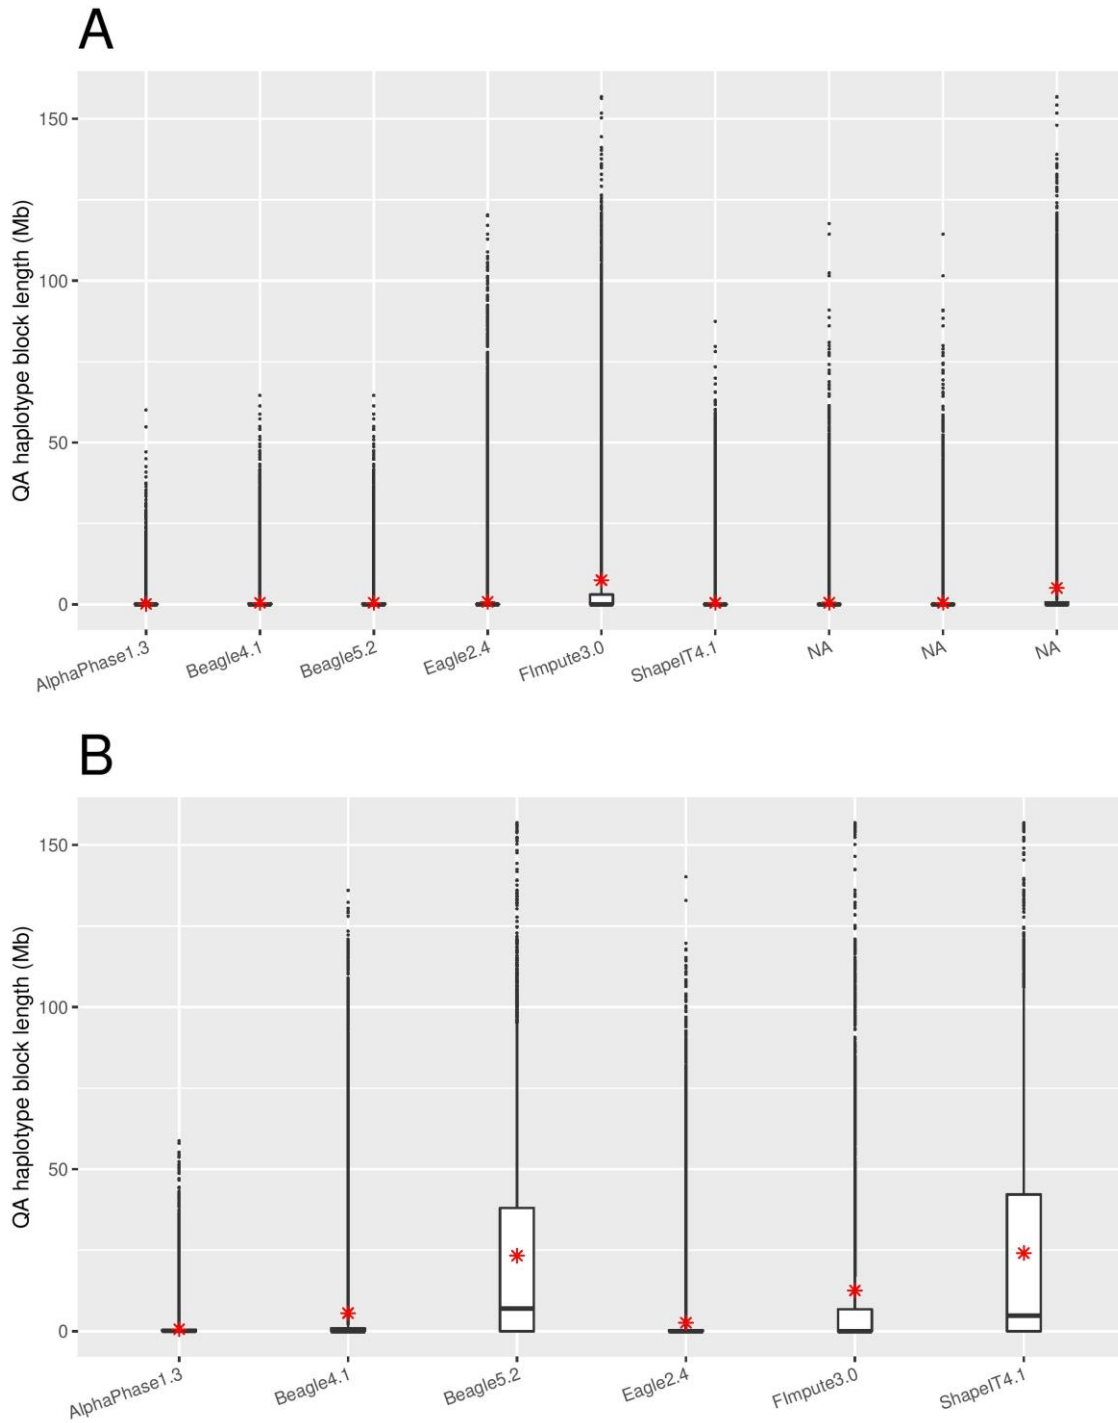 A
QA haplotype block length (Mb)
150
100
50
0
AlphaPhase1.3
Beagle4.1
Beagle5.2
Eagle2.4
FImpute3.0
ShapeIT4.1
NA
NA
NA
B
QA haplotype block length (Mb)
150
100
50
0
AlphaPhase1.3
Beagle4.1
Beagle5.2
Eagle2.4
FImpute3.0
ShapeIT4.1